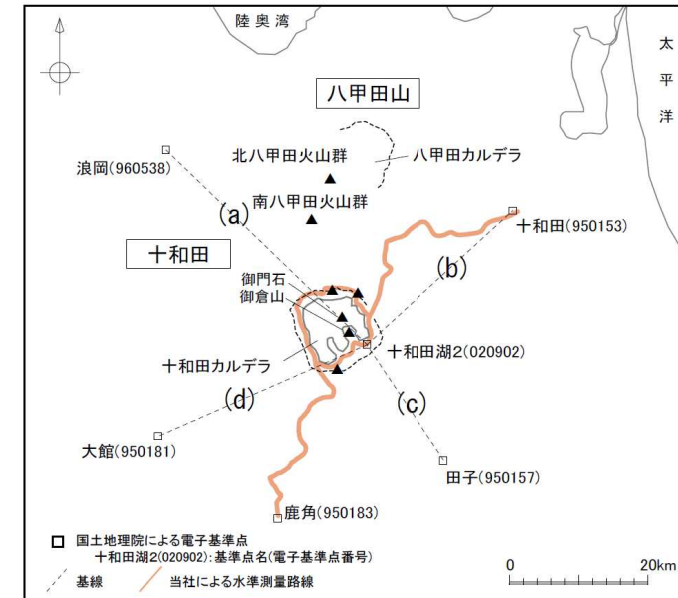 陸奥湾
太平洋
八甲田山
北八甲田火山群
八甲田カルデラ
浪岡(960538)
南八甲田火山群
(a)
十和田(950153)
十和田
(b)
御門石
御倉山
十和田湖2(020902)
十和田カルデラ
(d)
(c)
大館(950181)
田子(950157)
鹿角(950183)
国土地理院による電子基準点
十和田湖2(020902):基準点名(電子基準点番号)
基線
当社による水準測量路線
0 20km